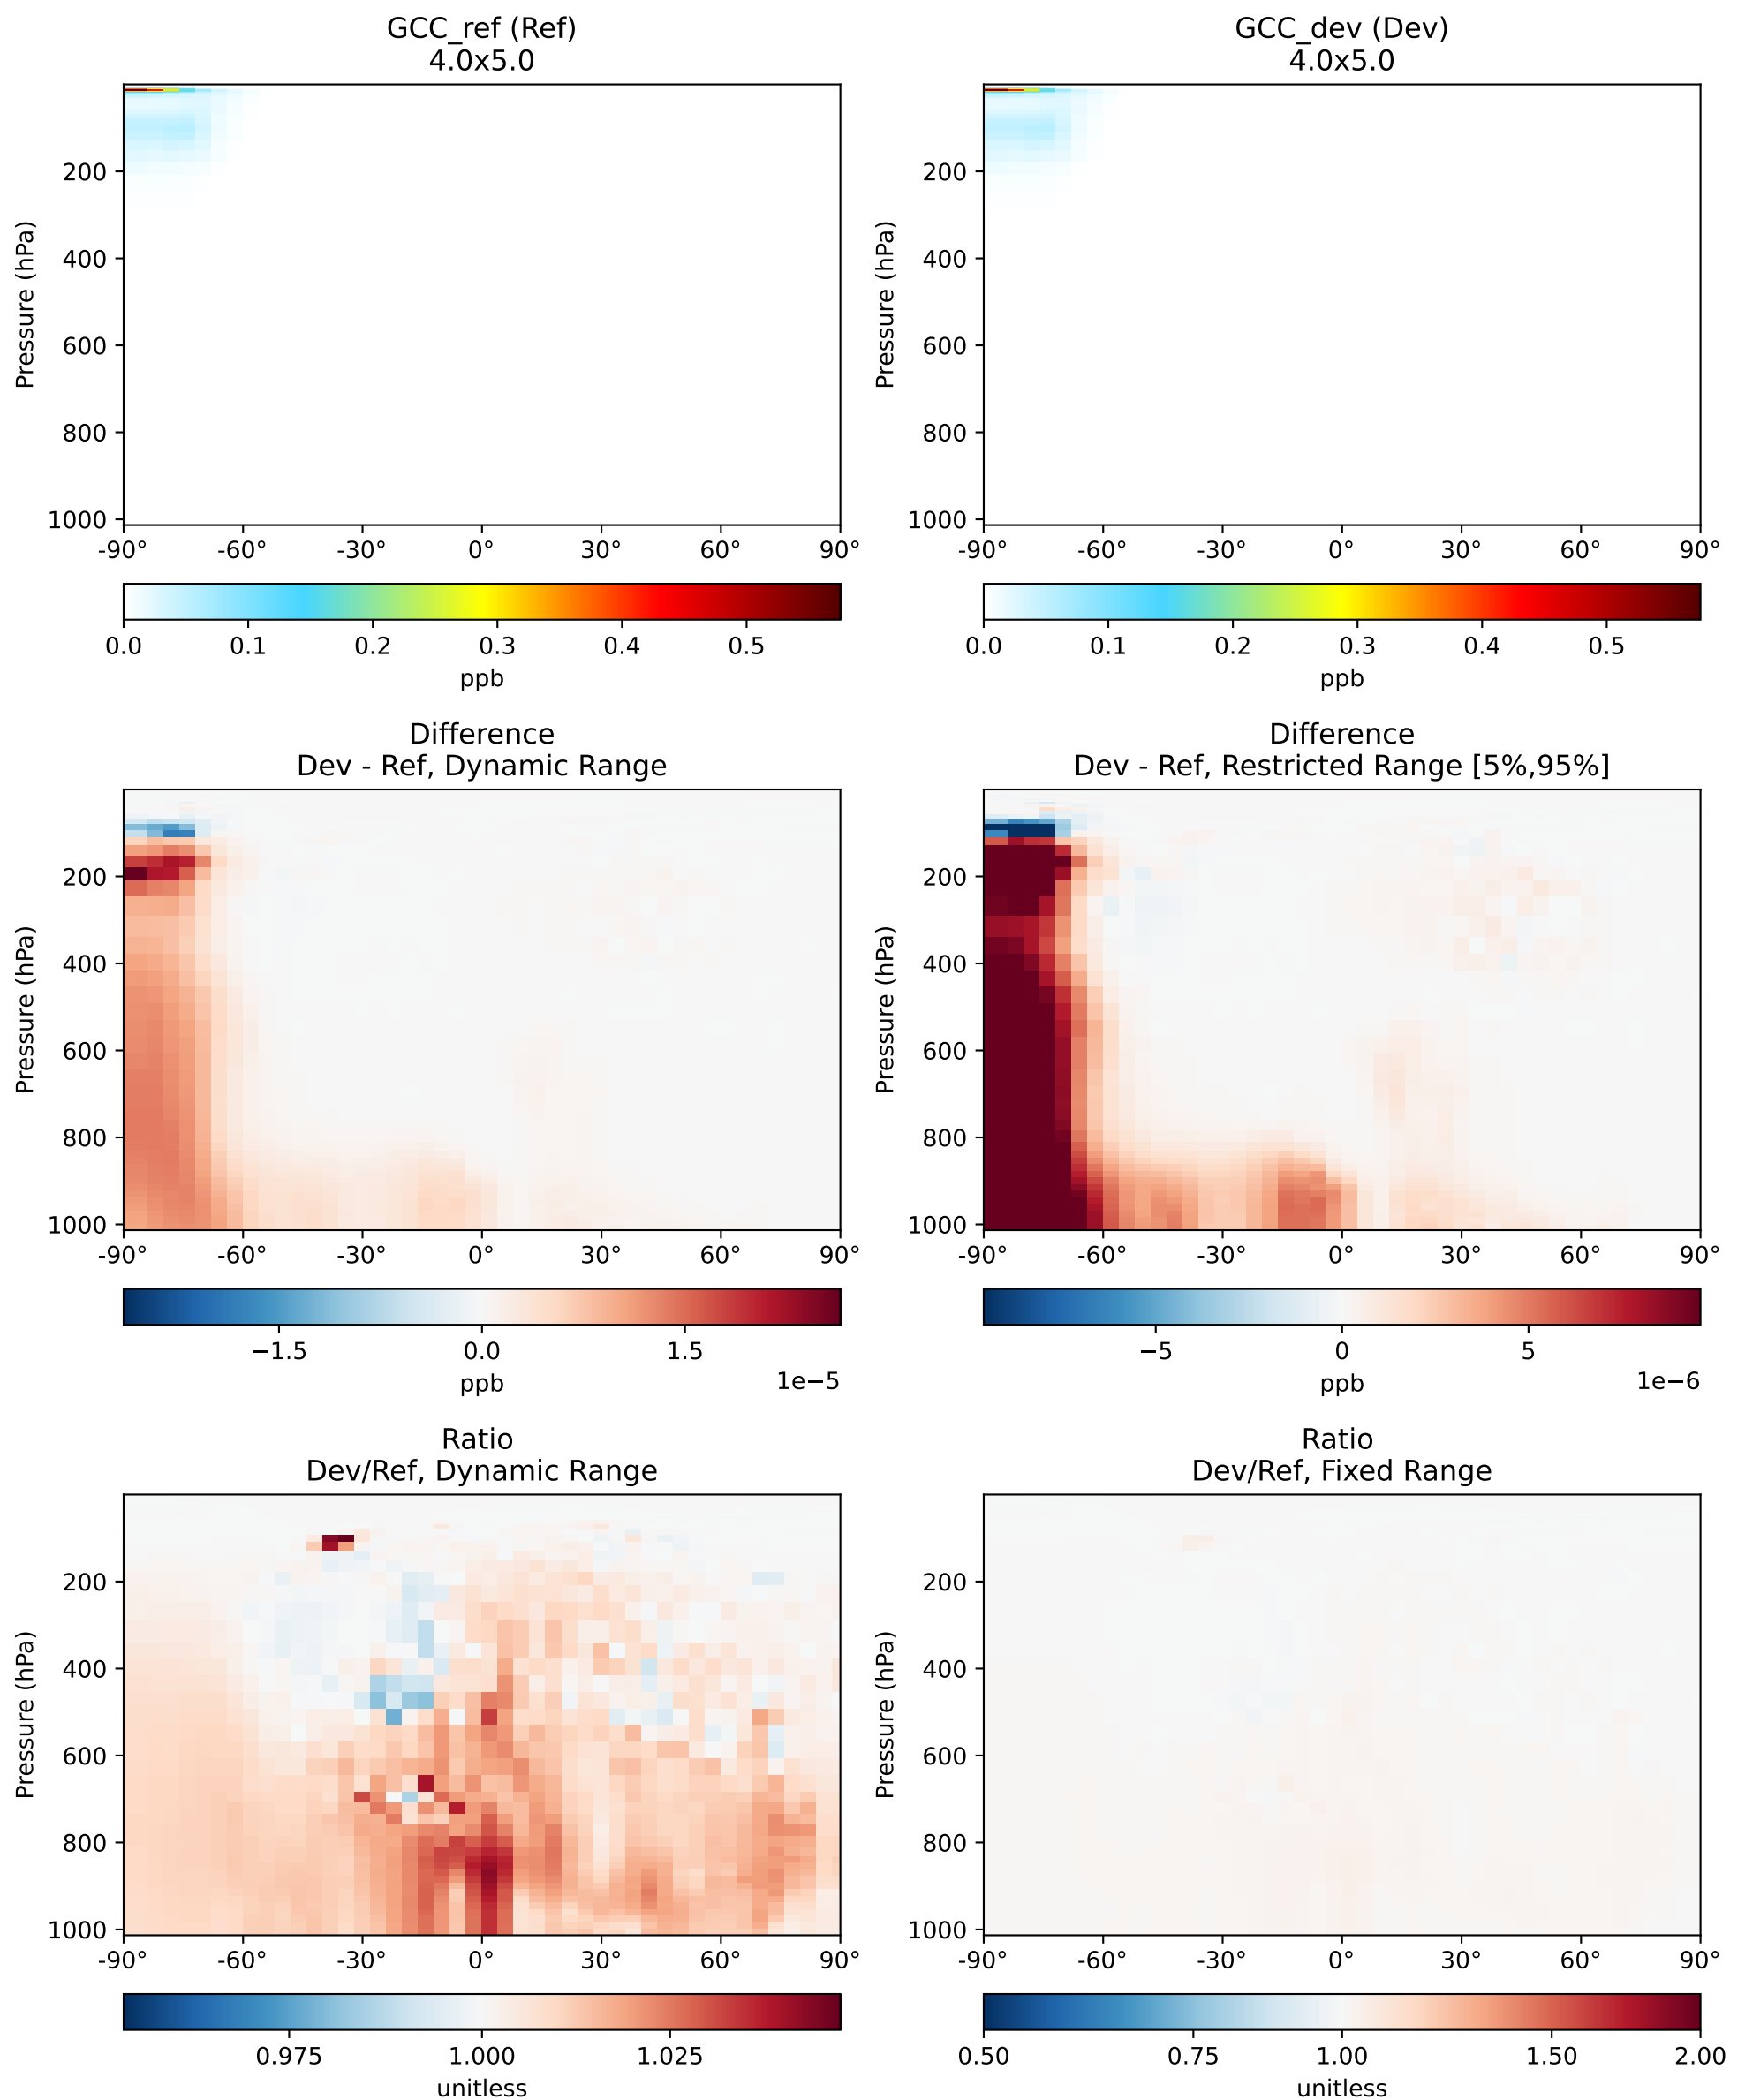 GCC_ref (Ref)
4.0x5.0
GCC_dev (Dev)
4.0x5.0
Pressure (hPa)
200
400
600
800
1000
-90° -60° -30° 0° 30° 60° 90°
0.0 0.1 0.2 0.3 0.4 0.5
ppb
Pressure (hPa)
200
400
600
800
1000
-90° -60° -30° 0° 30° 60° 90°
0.0 0.1 0.2 0.3 0.4 0.5
ppb
Difference
Dev - Ref, Dynamic Range
Pressure (hPa)
200
400
600
800
1000
-90° -60° -30° 0° 30° 60° 90°
−1.5 0.0 1.5
ppb
1e−5
Difference
Dev - Ref, Restricted Range [5%,95%]
Pressure (hPa)
200
400
600
800
1000
-90° -60° -30° 0° 30° 60° 90°
−5 0 5
ppb
1e−6
Ratio
Dev/Ref, Dynamic Range
Pressure (hPa)
200
400
600
800
1000
-90° -60° -30° 0° 30° 60° 90°
0.975 1.000 1.025
unitless
Ratio
Dev/Ref, Fixed Range
Pressure (hPa)
200
400
600
800
1000
-90° -60° -30° 0° 30° 60° 90°
0.50 0.75 1.00 1.50 2.00
unitless